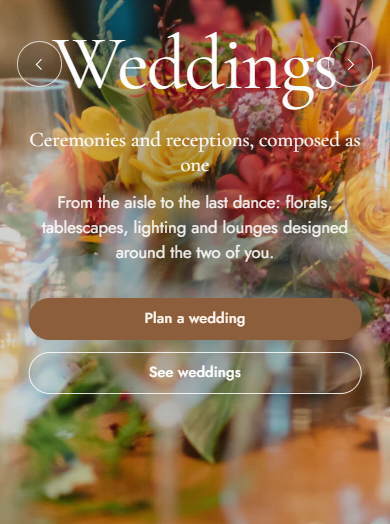 Weddings
Ceremonies and receptions, composed as
one
From the aisle to the last dance: florals,
tablescapes, lighting and lounges designed
around the two of you.
Plan a wedding
See weddings